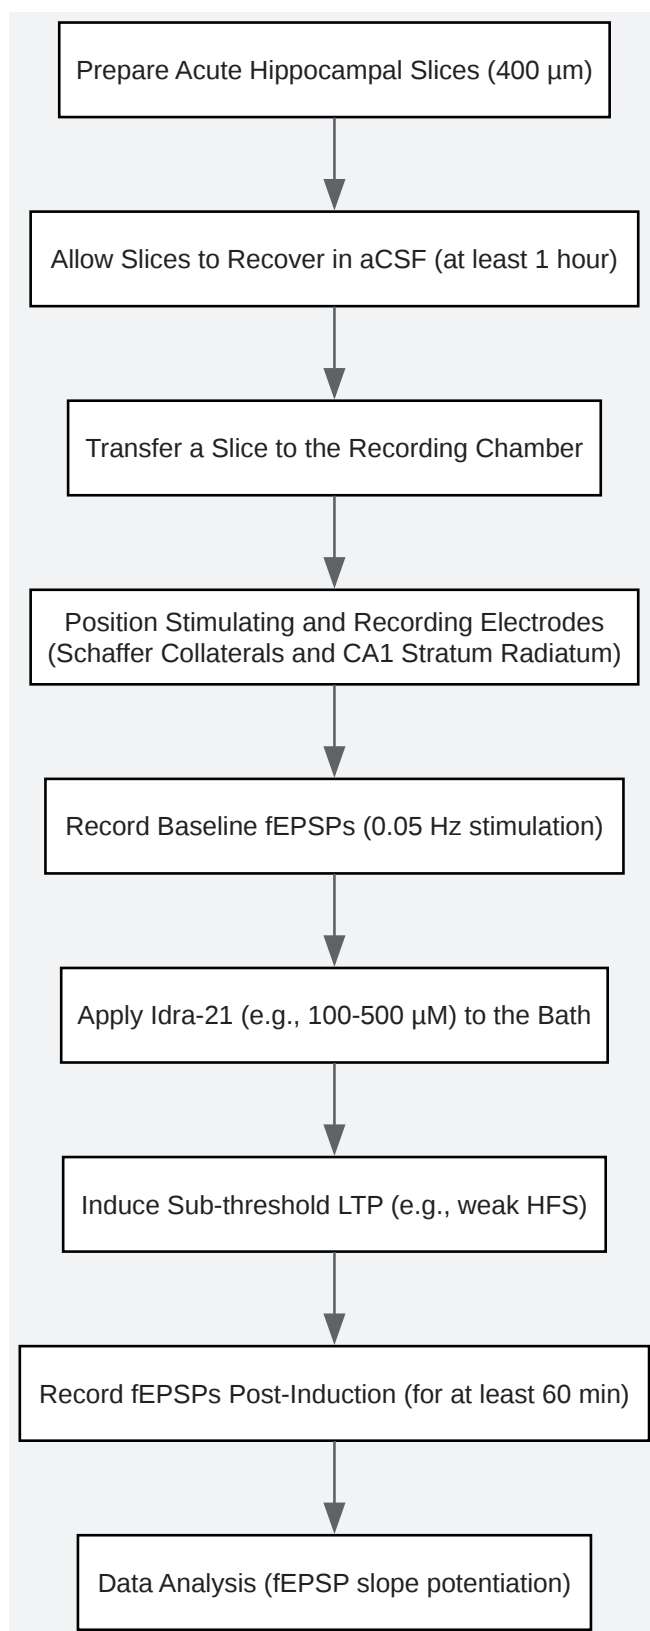 Prepare Acute Hippocampal Slices (400 µm)
Allow Slices to Recover in aCSF (at least 1 hour)
Transfer a Slice to the Recording Chamber
Position Stimulating and Recording Electrodes
(Schaffer Collaterals and CA1 Stratum Radiatum)
Record Baseline fEPSPs (0.05 Hz stimulation)
Apply Idra-21 (e.g., 100-500 µM) to the Bath
Induce Sub-threshold LTP (e.g., weak HFS)
Record fEPSPs Post-Induction (for at least 60 min)
Data Analysis (fEPSP slope potentiation)